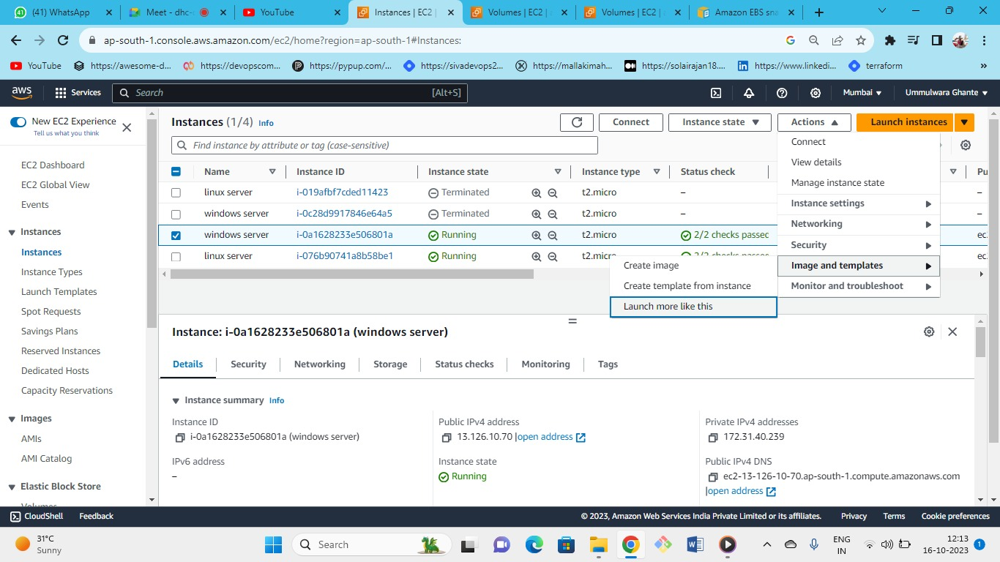 (41) WhatsApp
Meet - dhc-
YouTube
Instances | EC2 |
Volumes | EC2 |
Volumes | EC2 |
Amazon EBS sna
ap-south-1.console.aws.amazon.com/ec2/home?region=ap-south-1#Instances:
YouTube https://awesome-d... https://devopscom... https://pypup.com/... https://sivadevops2... https://mallakimah... https://solairajan18.... https://www.linkedi... terraform »
aws Services Search [Alt+S] Mumbai Ummulwara Ghante
New EC2 Experience
Tell us what you think
EC2 Dashboard
EC2 Global View
Events
Instances
Instances
Instance Types
Launch Templates
Spot Requests
Savings Plans
Reserved Instances
Dedicated Hosts
Capacity Reservations
Images
AMIs
AMI Catalog
Elastic Block Store
Volumes
Instances (1/4) Info
Connect Instance state Actions Launch instances
Find instance by attribute or tag (case-sensitive)
Name Instance ID Instance state Instance type Status check Pu
linux server i-019afbf7cded11423 Terminated t2.micro – –
windows server i-0c28d9917846e64a5 Terminated t2.micro – –
windows server i-0a1628233e506801a Running t2.micro 2/2 checks passec ec.
linux server i-076b90741a8b58be1 Running t2.micro 2/2 checks passec ec.
Connect
View details
Manage instance state
Instance settings
Networking
Security
Image and templates
Monitor and troubleshoot
Create image
Create template from instance
Launch more like this
Instance: i-0a1628233e506801a (windows server)
Details Security Networking Storage Status checks Monitoring Tags
Instance summary Info
Instance ID
i-0a1628233e506801a (windows server)
Public IPv4 address
13.126.10.70 |open address
Private IPv4 addresses
172.31.40.239
IPv6 address
–
Instance state
Running
Public IPv4 DNS
ec2-13-126-10-70.ap-south-1.compute.amazonaws.com
|open address
CloudShell Feedback © 2023, Amazon Web Services India Private Limited or its affiliates. Privacy Terms Cookie preferences
31°C
Sunny
Search
ENG
IN
12:13
16-10-2023
1